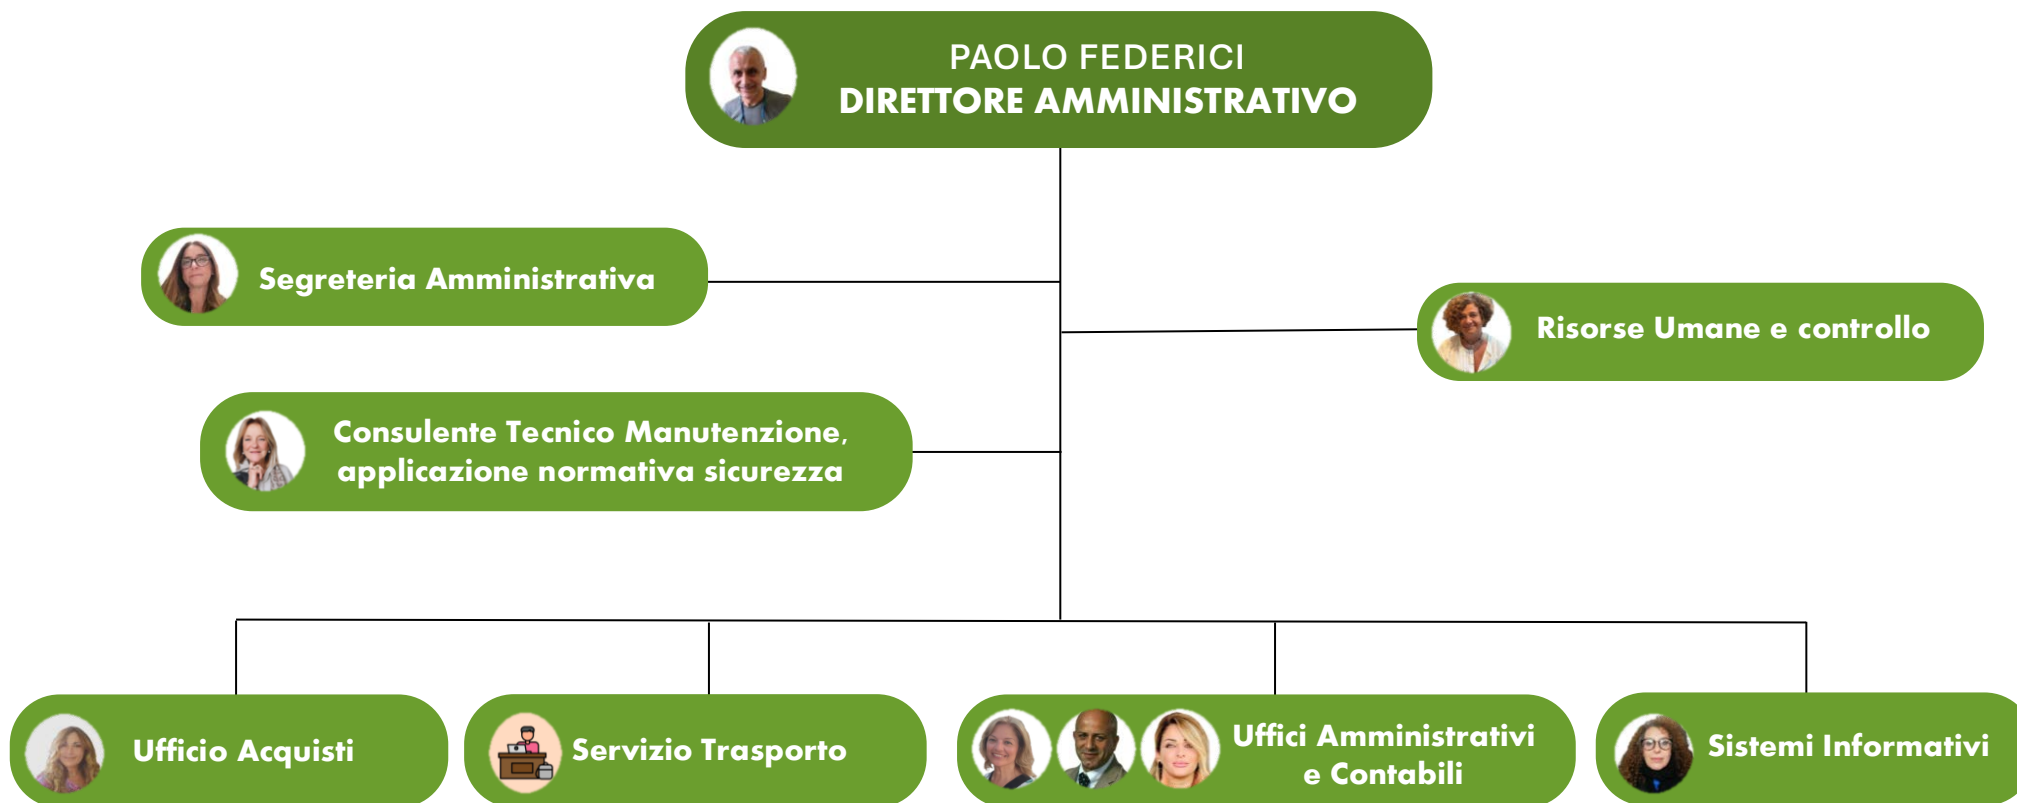 PAOLO FEDERICI
DIRETTORE AMMINISTRATIVO
Segreteria Amministrativa
Risorse Umane e controllo
Consulente Tecnico Manutenzione,
applicazione normativa sicurezza
Ufficio Acquisti
Servizio Trasporto
Uffici Amministrativi
e Contabili
Sistemi Informativi